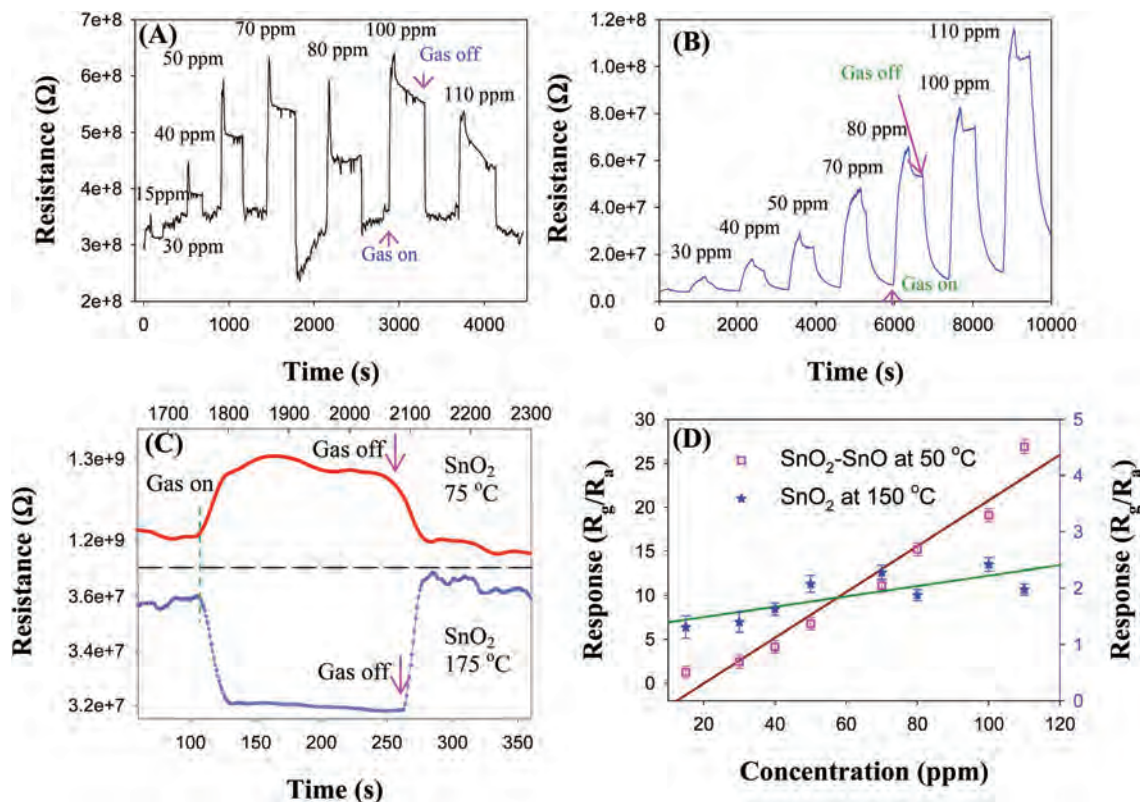 (A)
7e+8
6e+8
5e+8
4e+8
3e+8
2e+8
Resistance (Ω)
70 ppm
100 ppm
50 ppm
80 ppm
Gas off
110 ppm
40 ppm
15ppm
30 ppm
Gas on
0
1000
2000
3000
4000
Time (s)
(B)
1.2e+8
1.0e+8
8.0e+7
6.0e+7
4.0e+7
2.0e+7
0.0
Resistance (Ω)
110 ppm
Gas off
100 ppm
80 ppm
70 ppm
50 ppm
40 ppm
30 ppm
Gas on
0
2000
4000
6000
8000
10000
Time (s)
1700
1800
1900
2000
2100
2200
2300
(C)
1.3e+9
1.2e+9
3.6e+7
3.4e+7
3.2e+7
Resistance (Ω)
Gas off
SnO2
75 °C
Gas on
SnO2
175 °C
Gas off
100
150
200
250
300
350
Time (s)
(D)
30
25
20
15
10
5
0
Response (Rg/Ra)
SnO2-SnO at 50 °C
SnO2 at 150 °C
5
4
3
2
1
0
Response (Rg/Ra)
20
40
60
80
100
120
Concentration (ppm)